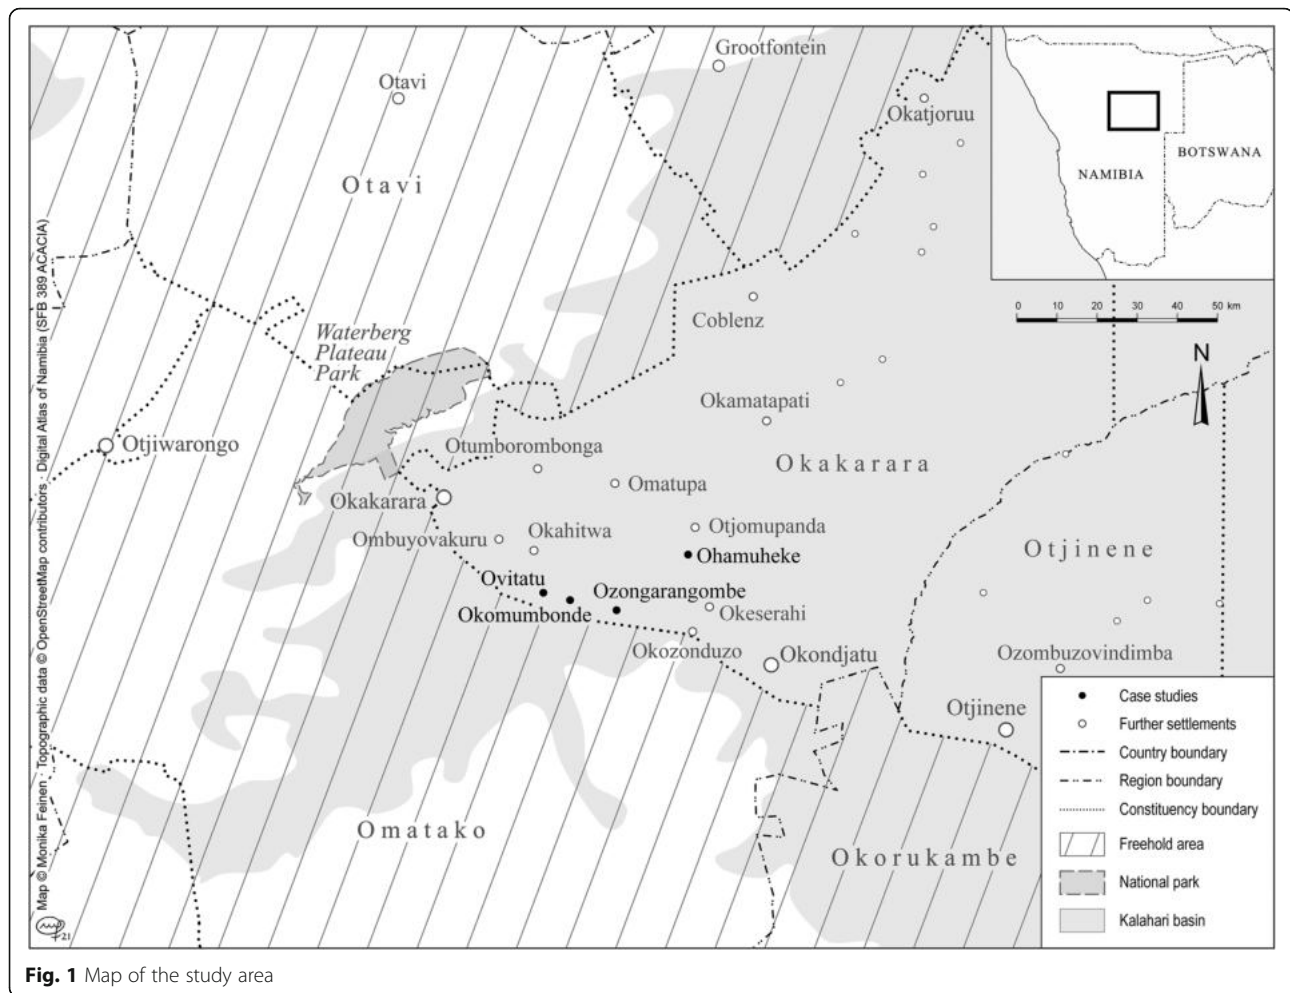 Grootfontein
Otavi
Okatjoruu
Otavi
BOTSWANA
NAMIBIA
0 10 20 30 40 50 km
Coblenz
Waterberg
Plateau
Park
N
Okamatapati
Otjiwarongo
Otumborombonga
Okakarara
Omatupa
Okakarara
Otjomupanda
Ombuyovakuru
Okahitwa
Otjinene
Ohamuheke
Ovitatu
Ozongarangombe
Okomumbonde
Okeserahi
Okozonduzo
Okondjatu
Ozombuzovindimba
Otjinene
Omatako
Okorukambe
Case studies
Further settlements
Country boundary
Region boundary
Constituency boundary
Freehold area
National park
Kalahari basin
Map © Monika Feinen · Topographic data © OpenStreetMap contributors · Digital Atlas of Namibia (SFB 389 ACACIA)
21
Fig. 1 Map of the study area